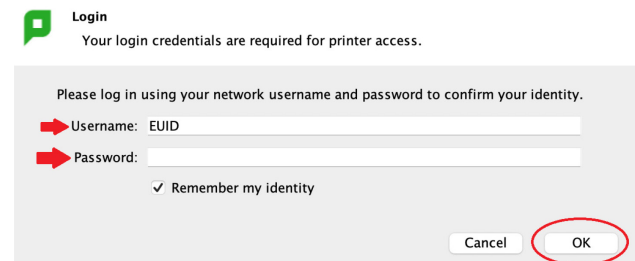 Login
Your login credentials are required for printer access.
Please log in using your network username and password to confirm your identity.
Username: EUID
Password:
Remember my identity
Cancel OK